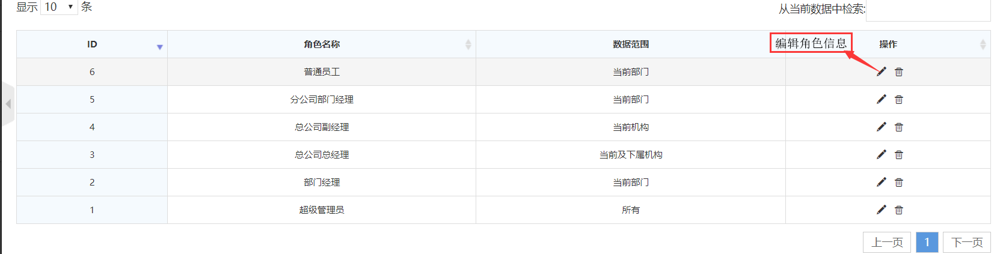 显示 10 条 从当前数据中检索:
ID 角色名称 数据范围 编辑角色信息 操作
6 普通员工 当前部门
5 分公司部门经理 当前部门
4 总公司副经理 当前机构
3 总公司总经理 当前及下属机构
2 部门经理 当前部门
1 超级管理员 所有
上一页 1 下一页